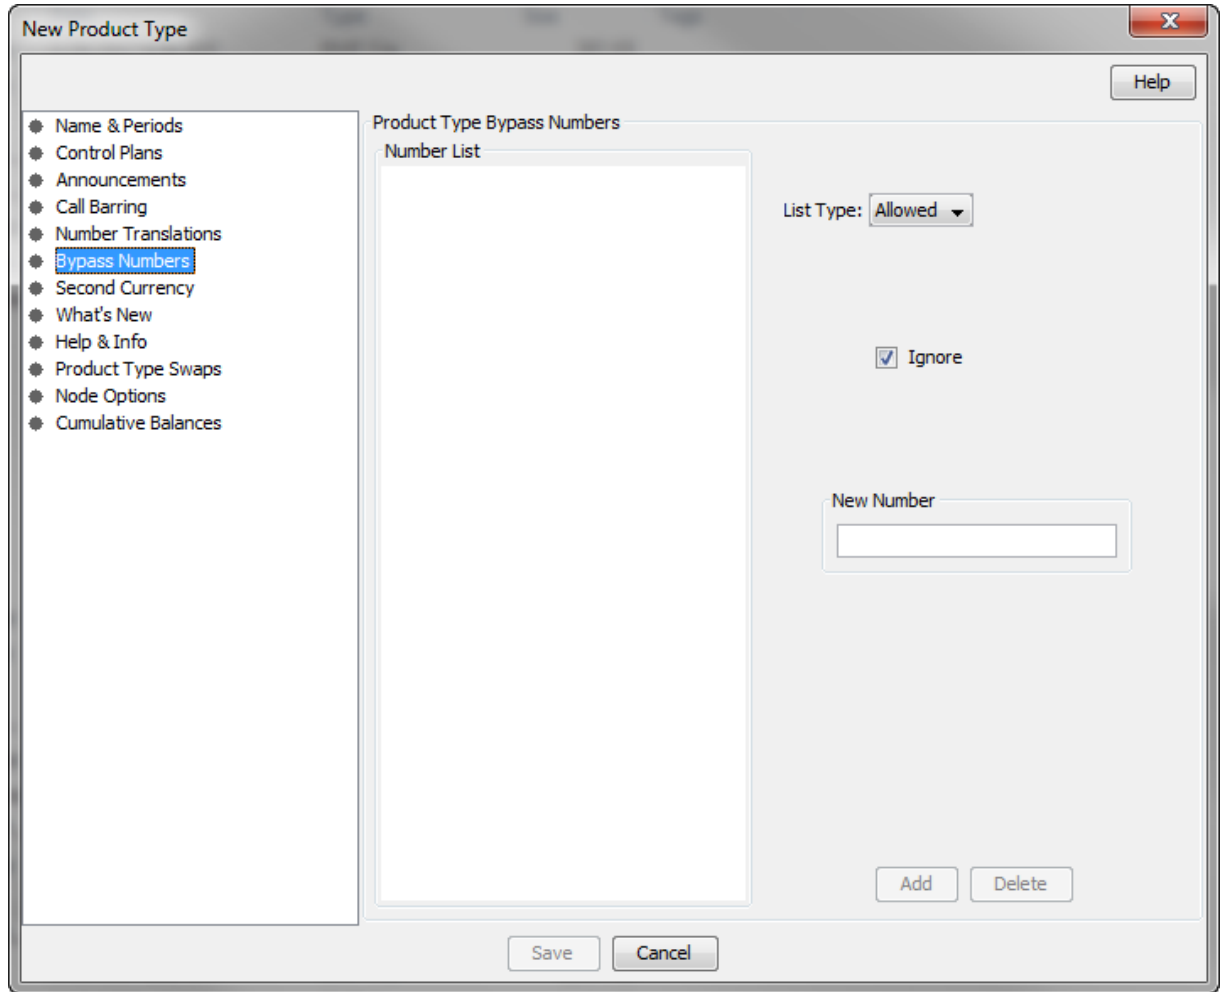 New Product Type
Help
Name & Periods
Control Plans
Announcements
Call Barring
Number Translations
Bypass Numbers
Second Currency
What's New
Help & Info
Product Type Swaps
Node Options
Cumulative Balances
Product Type Bypass Numbers
Number List
List Type: Allowed
Ignore
New Number
Add Delete
Save Cancel